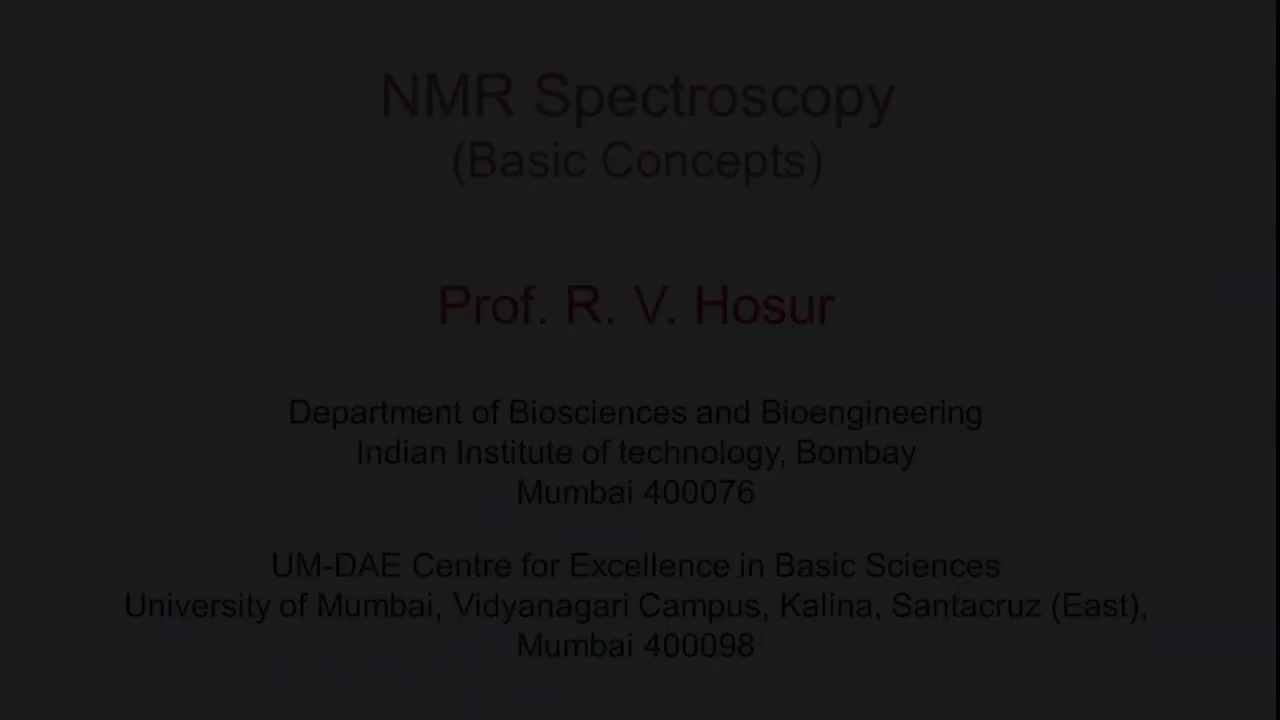 NMR Spectroscopy
(Basic Concepts)
Prof. R. V. Hosur
Department of Biosciences and Bioengineering
Indian Institute of technology, Bombay
Mumbai 400076
UM-DAE Centre for Excellence in Basic Sciences
University of Mumbai, Vidyanagari Campus, Kalina, Santacruz (East),
Mumbai 400098